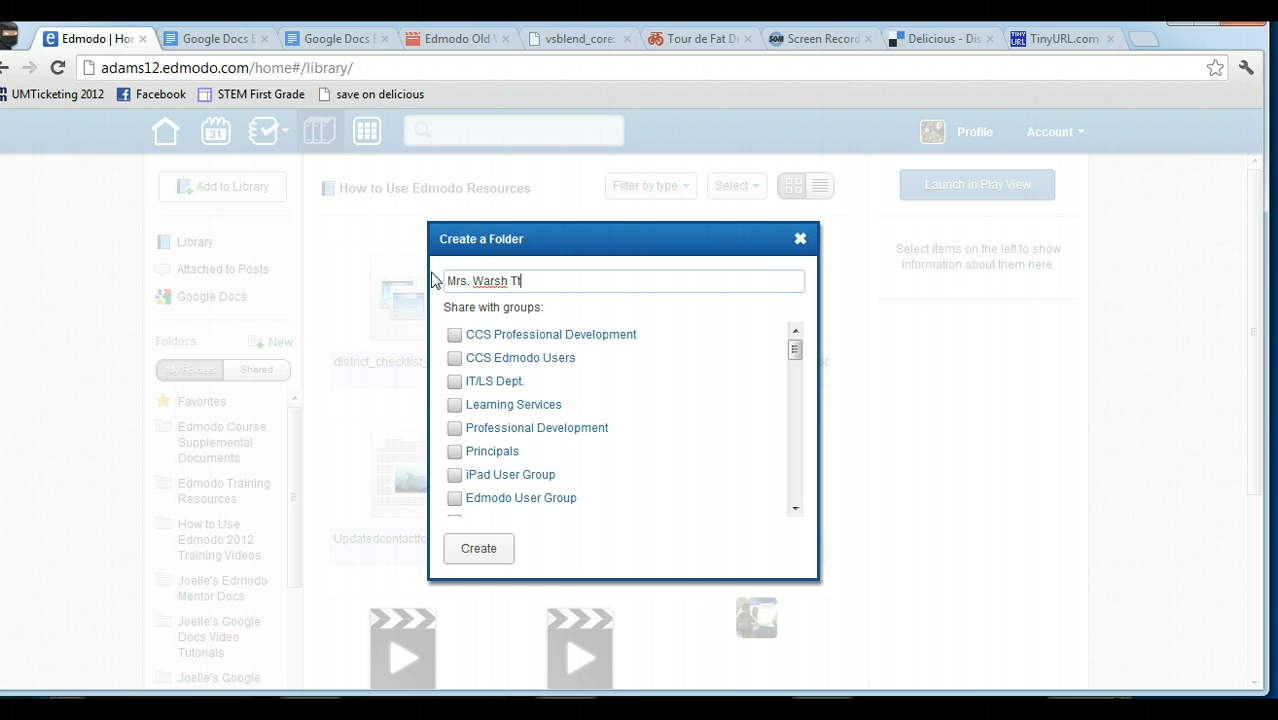 Edmodo | Hor
Google Docs E
Google Docs E
Edmodo Old V
vsblend_core:
Tour de Fat De
Screen Record
Delicious - Dis
TinyURL.com
adams12.edmodo.com/home#/library/
UMTicketing 2012
Facebook
STEM First Grade
save on delicious
31
Profile
Account
Add to Library
How to Use Edmodo Resources
Filter by type
Select
Launch in Play View
Library
Attached to Posts
Google Docs
Select items on the left to show
information about them here.
Folders
New
My Folders
Shared
Favorites
Edmodo Course
Supplemental
Documents
Edmodo Training
Resources
How to Use
Edmodo 2012
Training Videos
Joelle's Edmodo
Mentor Docs
Joelle's Google
Docs Video
Tutorials
Joelle's Google
district_checklist_
Updatedcontactfo
Create a Folder
Mrs. Warsh Tt
Share with groups:
CCS Professional Development
CCS Edmodo Users
IT/LS Dept.
Learning Services
Professional Development
Principals
iPad User Group
Edmodo User Group
Create